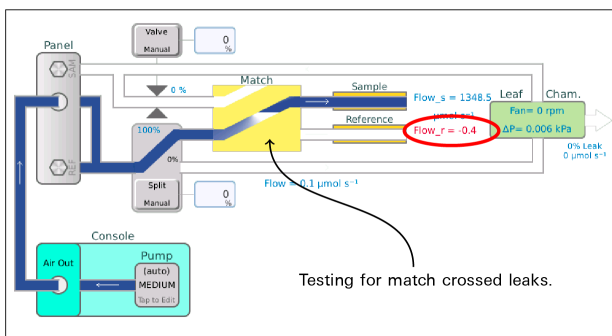 Panel
SAM
REF
Valve
Manual
0
%
0 %
Match
100%
0%
Split
Manual
0
%
Sample
Flow_s = 1348.5
μmol s⁻¹
Reference
Flow_r = -0.4
Flow = 0.1 μmol s⁻¹
Leaf Cham.
Fan= 0 rpm
ΔP= 0.006 kPa
0% Leak
0 μmol s⁻¹
Console
Air Out
Pump
(auto)
MEDIUM
Tap to Edit
Testing for match crossed leaks.